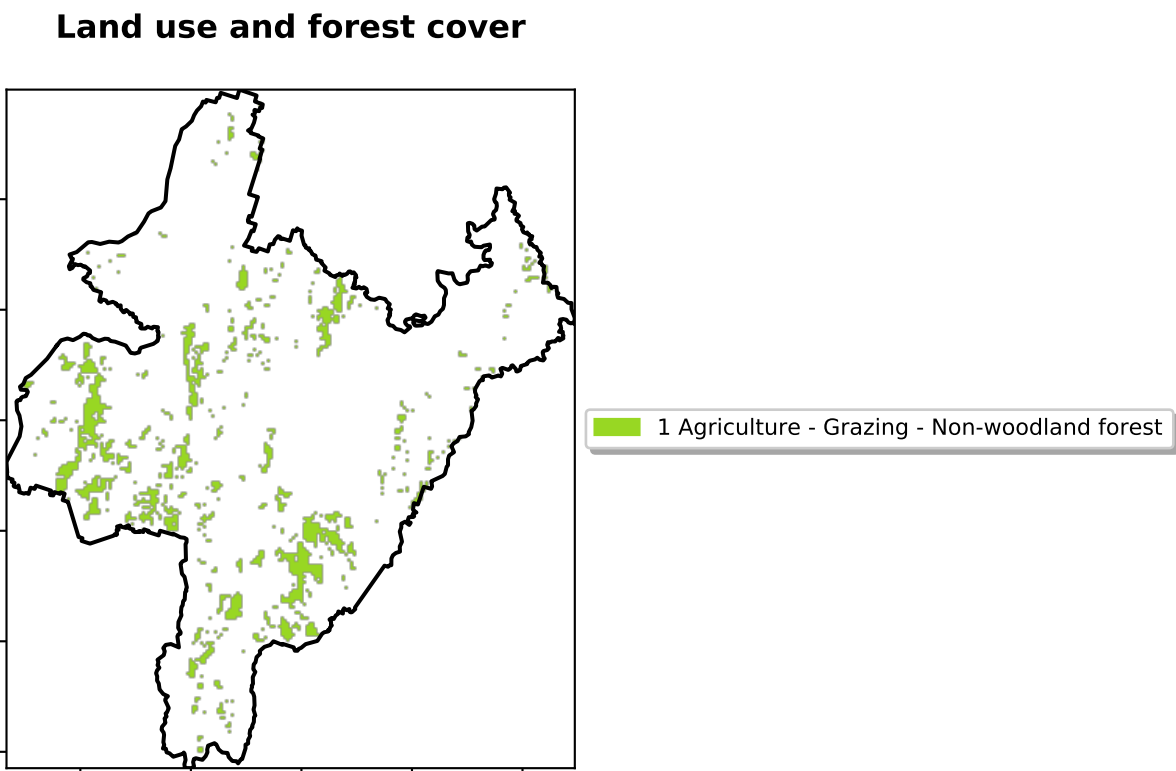 Land use and forest cover
1 Agriculture - Grazing - Non-woodland forest